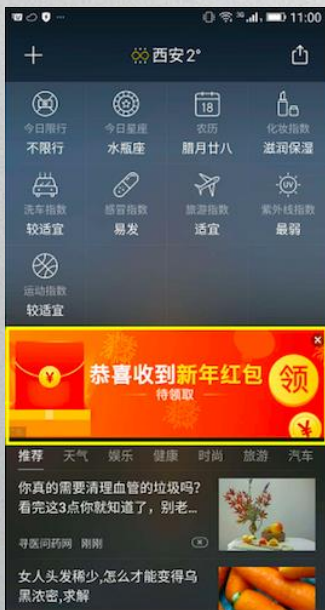 11:00
西安2°
今日限行
不限行
今日星座
水瓶座
18
农历
腊月廿八
化妆指数
滋润保湿
洗车指数
较适宜
感冒指数
易发
旅游指数
适宜
UV
紫外线指数
最弱
运动指数
较适宜
恭喜收到新年红包
待领取
领
推荐 天气 娱乐 健康 时尚 旅游 汽车
你真的需要清理血管的垃圾吗?
看完这3点你就知道了，别老...
寻医问药网 刚刚
女人头发稀少,怎么才能变得乌
黑浓密,求解